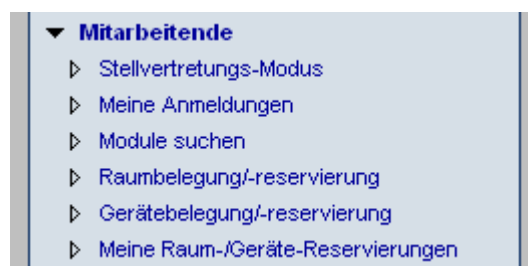 Mitarbeitende
Stellvertretungs-Modus
Meine Anmeldungen
Module suchen
Raumbelegung/-reservierung
Gerätebelegung/-reservierung
Meine Raum-/Geräte-Reservierungen